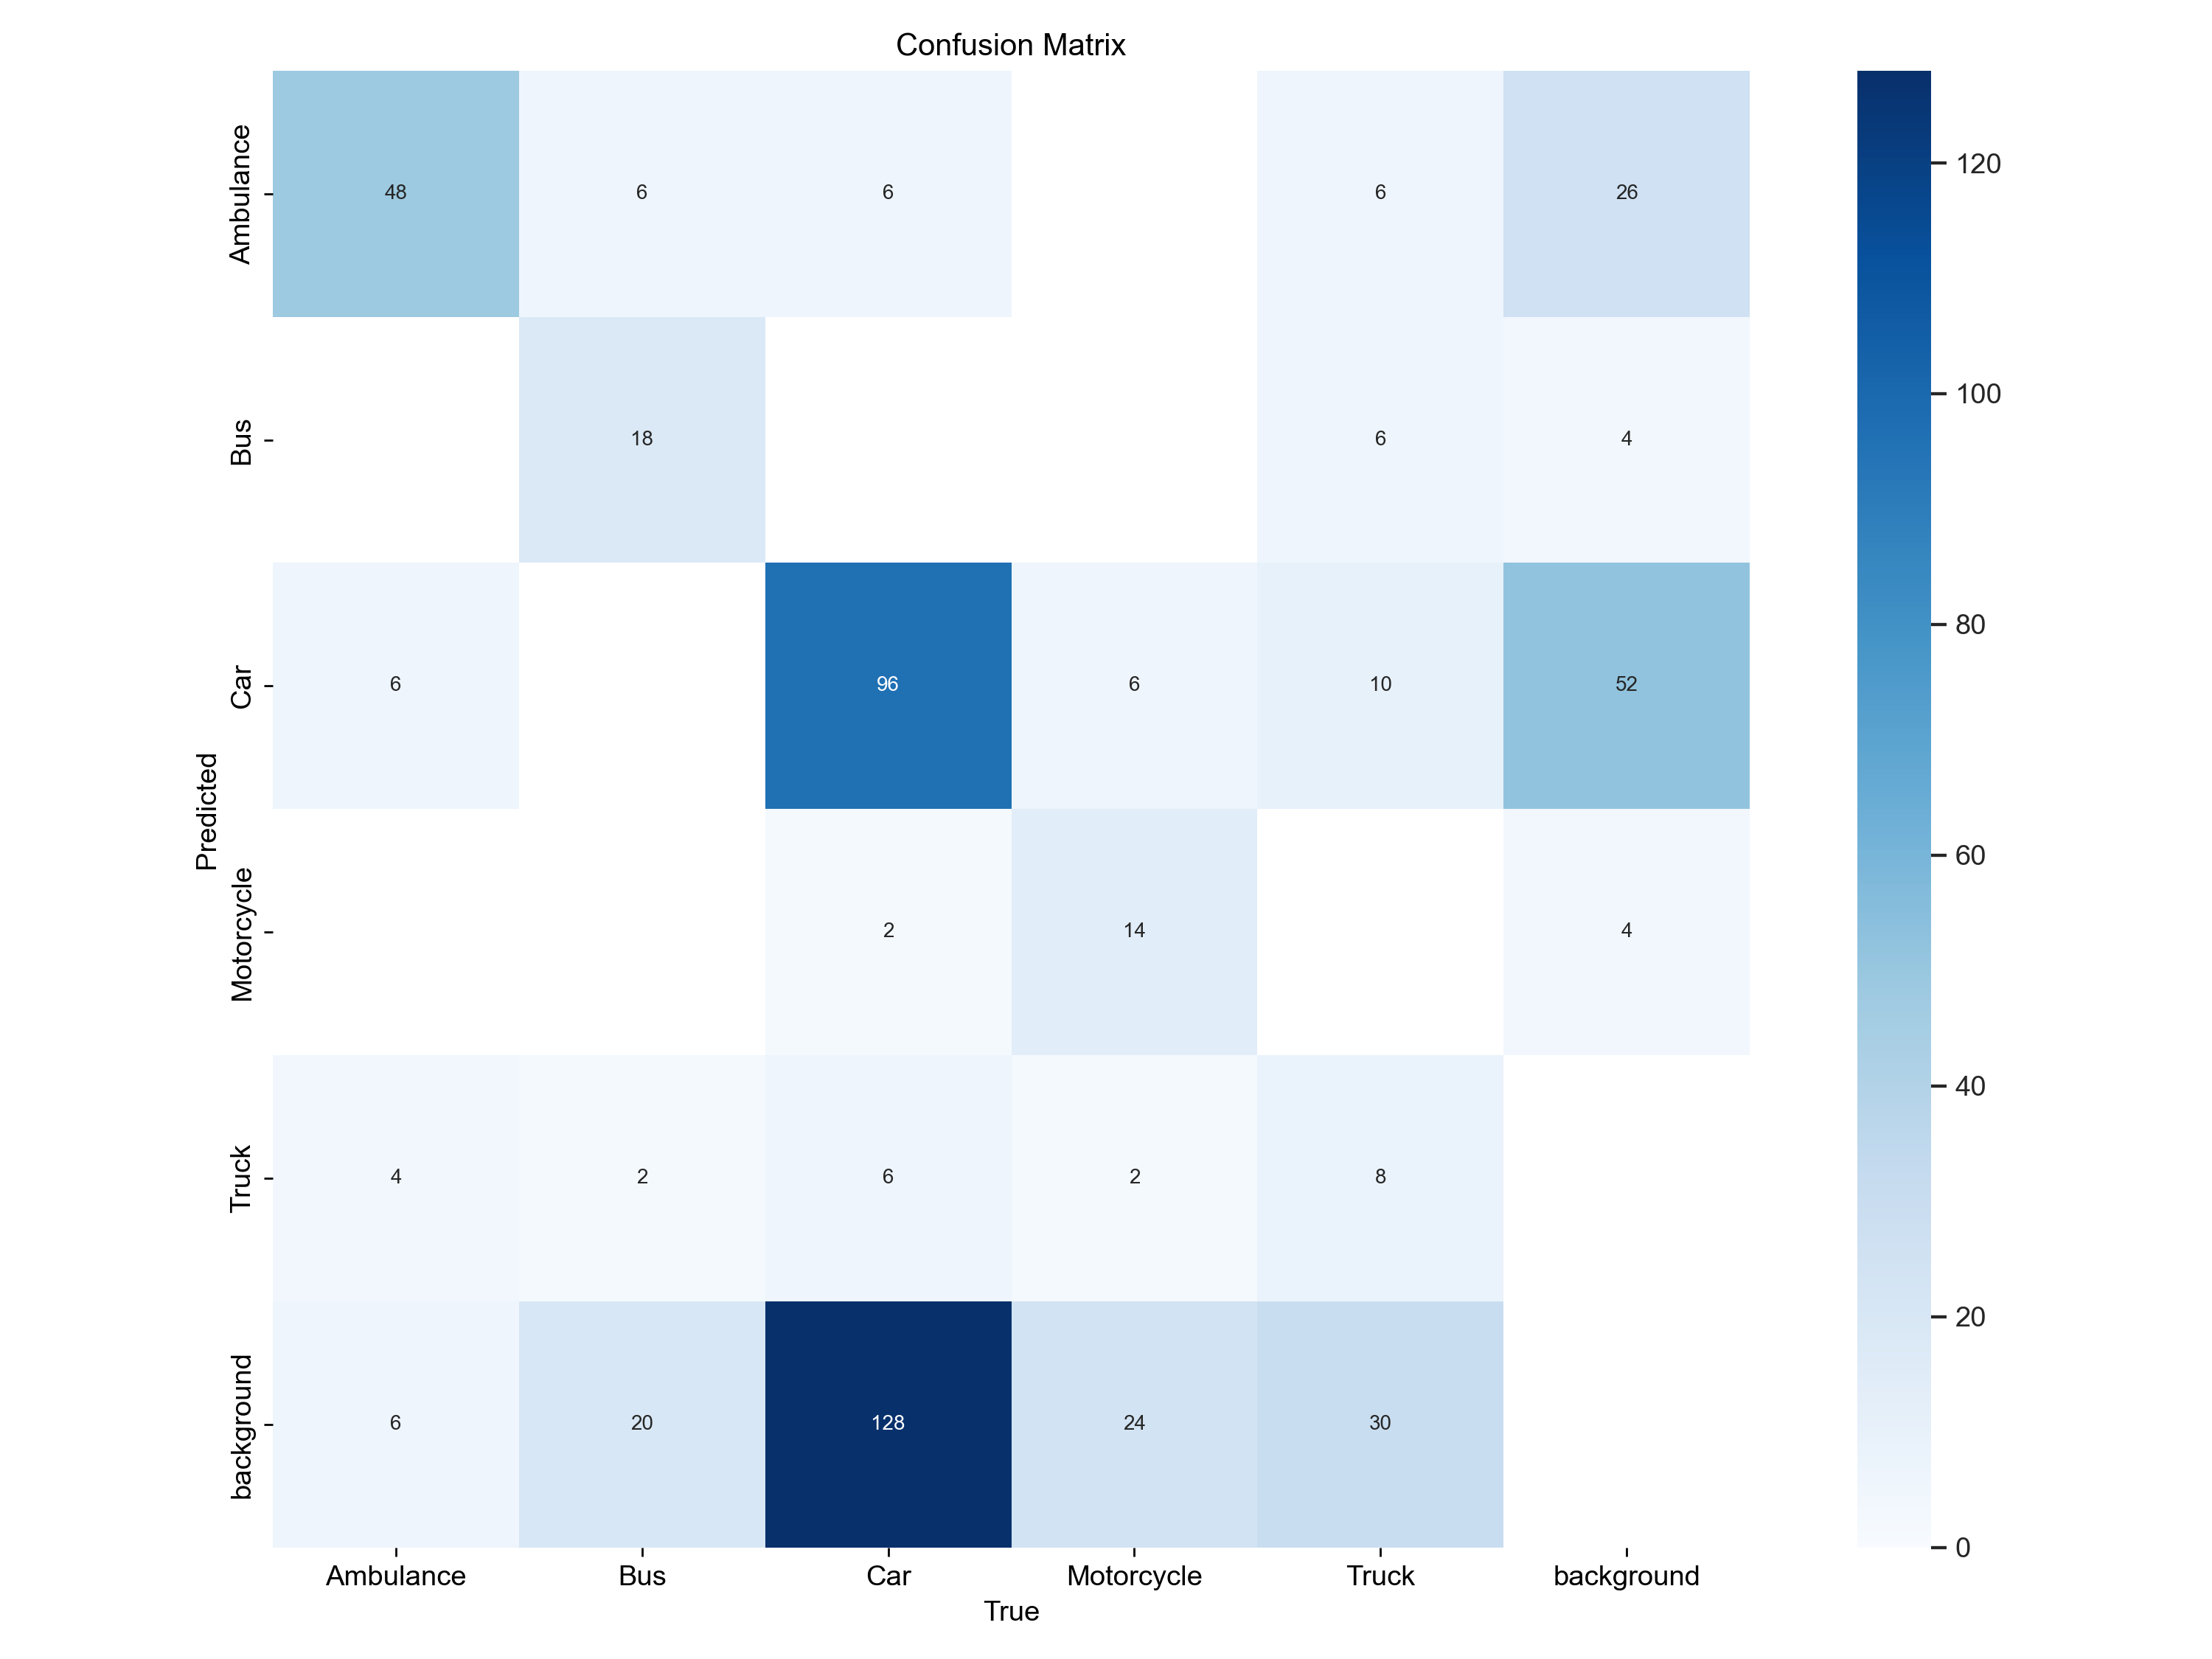 Confusion Matrix
Ambulance
48 6 6 6 26
Bus
18 6 4
Car
6 96 6 10 52
Motorcycle
2 14 4
Truck
4 2 6 2 8
background
6 20 128 24 30
Predicted
Ambulance Bus Car Motorcycle Truck background
True
120
100
80
60
40
20
0